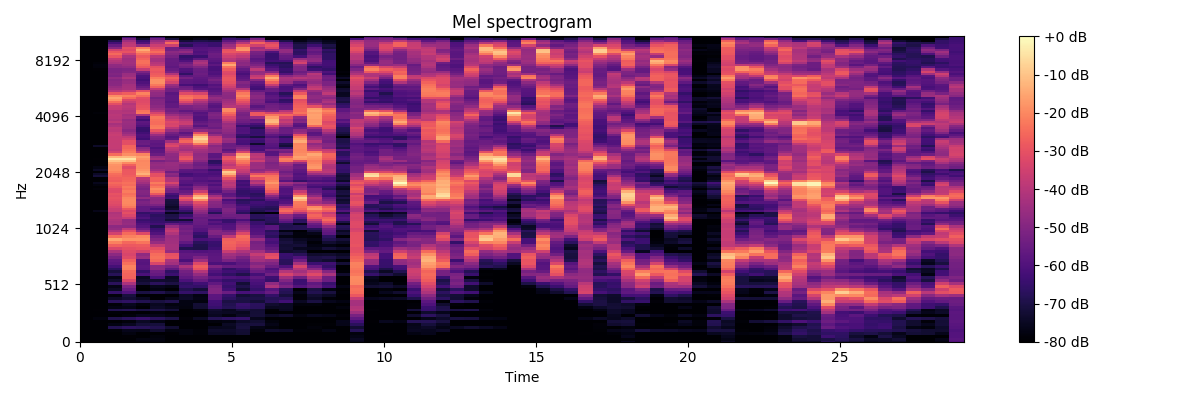 Mel spectrogram
Hz
8192
4096
2048
1024
512
0
0 5 10 15 20 25
Time
+0 dB
-10 dB
-20 dB
-30 dB
-40 dB
-50 dB
-60 dB
-70 dB
-80 dB